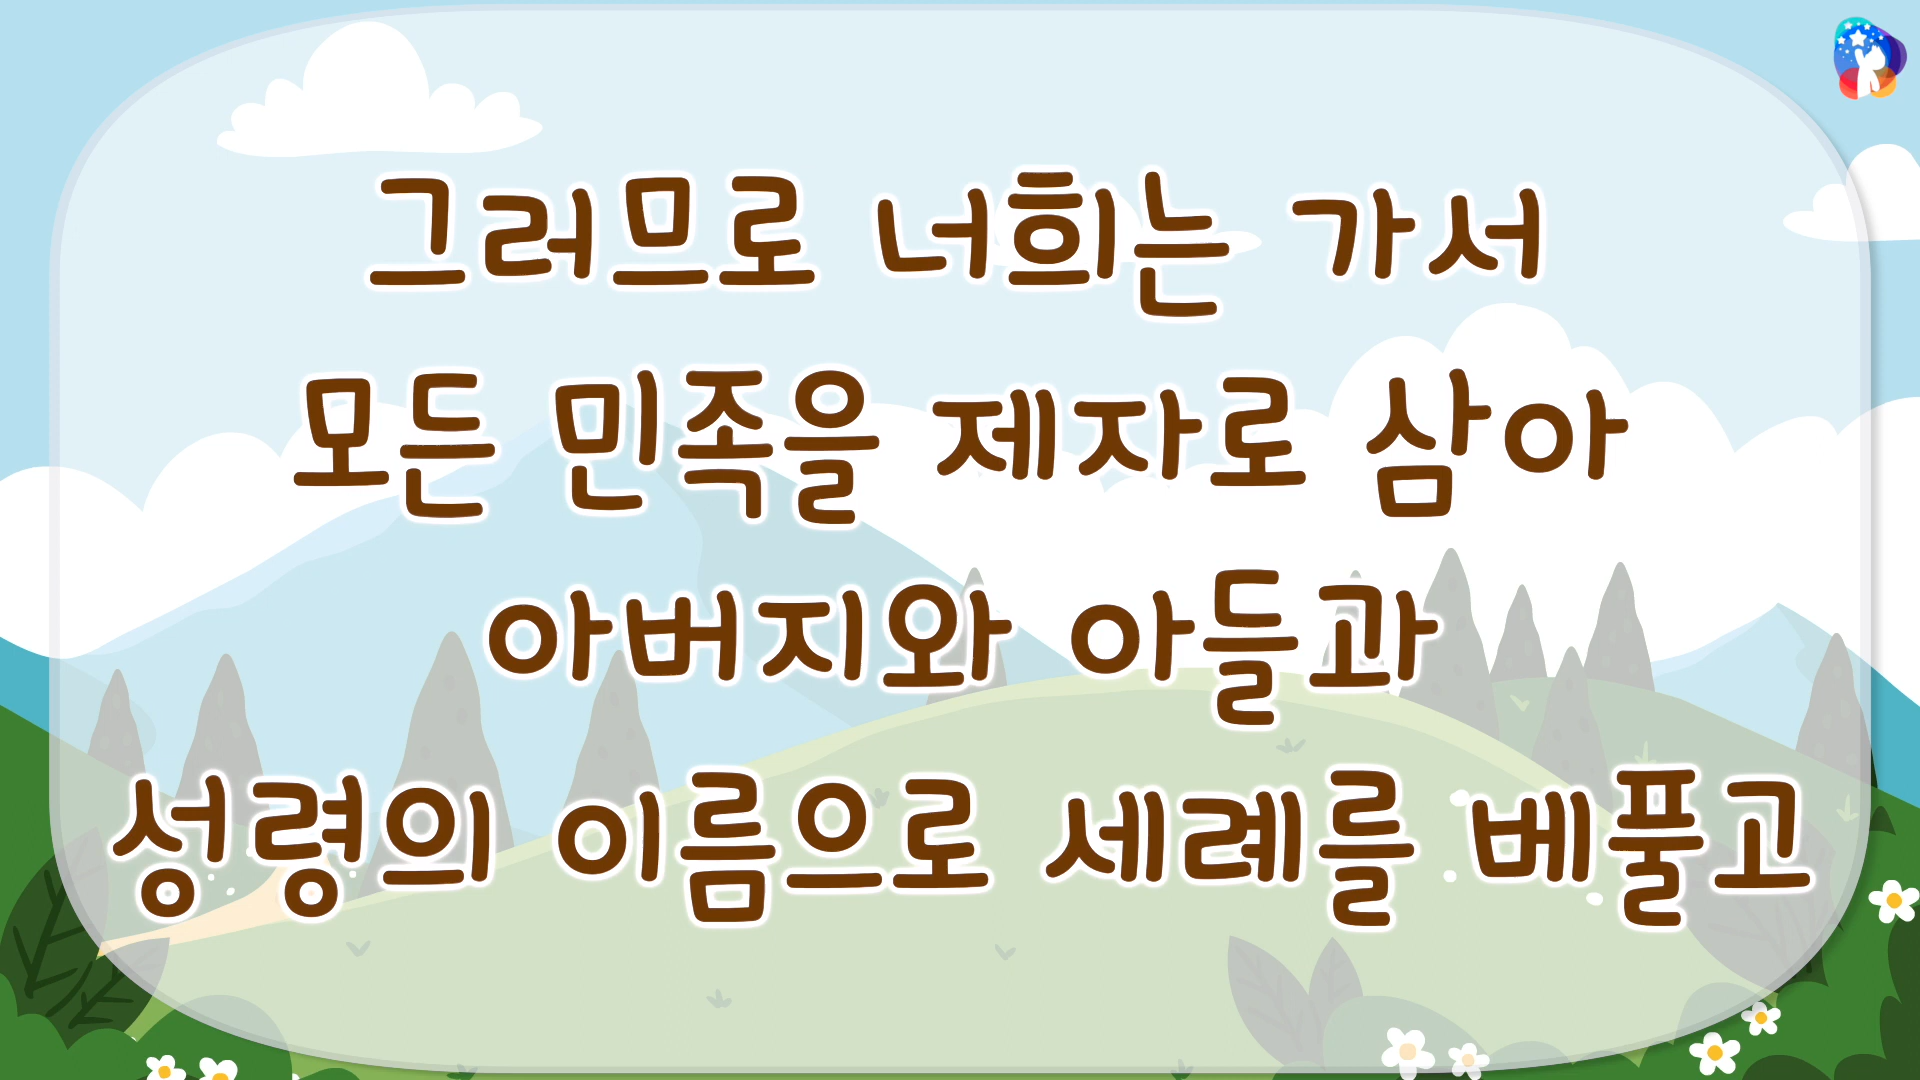 그러므로 너희는 가서
모든 민족을 제자로 삼아
아버지와 아들과
성령의 이름으로 세례를 베풀고